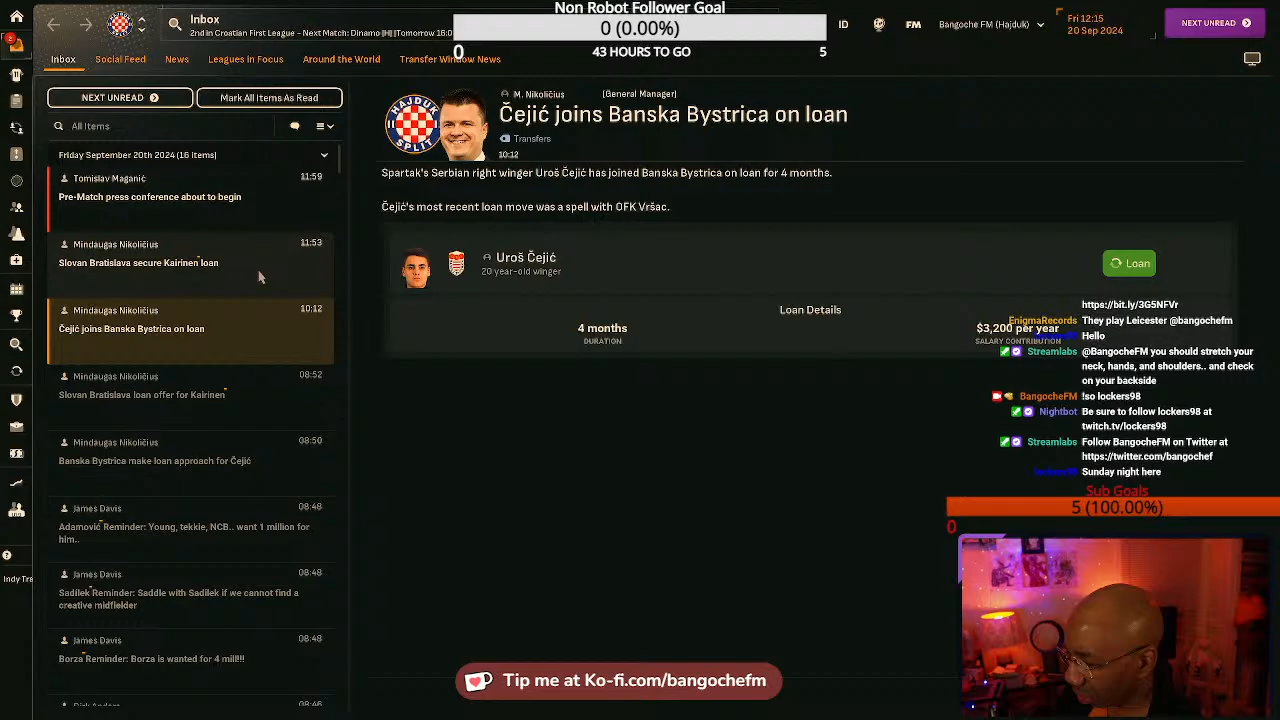 Non Robot Follower Goal
0 (0.00%)
0
43 HOURS TO GO
5
Inbox
2nd in Croatian First League - Next Match: Dinamo [H] (Tomorrow 16:0
ID
FM
Bangoche FM (Hajduk)
Fri 12:15
20 Sep 2024
NEXT UNREAD
2
Inbox
Social Feed
News
Leagues In Focus
Around the World
Transfer Window News
NEXT UNREAD
Mark All Items As Read
All Items
Friday September 20th 2024 (16 Items)
Tomislav Maganić
11:59
Pre-Match press conference about to begin
Mindaugas Nikoličius
11:53
Slovan Bratislava secure Kairinen loan
Mindaugas Nikoličius
10:12
Čejić joins Banska Bystrica on loan
Mindaugas Nikoličius
08:52
Slovan Bratislava loan offer for Kairinen
Mindaugas Nikoličius
08:50
Banska Bystrica make loan approach for Čejić
James Davis
08:48
Adamović Reminder: Young, tekkie, NCB.. want 1 million for
him..
James Davis
08:48
Sadílek Reminder: Saddle with Sadilek if we cannot find a
creative midfielder
James Davis
08:48
Borza Reminder: Borza is wanted for 4 mill!!!
08:46
Indy Tra
HAJDUK
SPLIT
M. Nikoličius
[General Manager]
Čejić joins Banska Bystrica on loan
Transfers
10:12
Spartak's Serbian right winger Uroš Čejić has joined Banska Bystrica on loan for 4 months.
Čejić's most recent loan move was a spell with OFK Vršac.
Uroš Čejić
20 year-old winger
Loan
Loan Details
4 months
DURATION
$3,200 per year
SALARY CONTRIBUTION
https://bit.ly/3G5NFVr
EnigmaRecords They play Leicester @bangochefm
Hello
Streamlabs @BangocheFM you should stretch your
neck, hands, and shoulders.. and check
on your backside
BangocheFM !so lockers98
Nightbot Be sure to follow lockers98 at
twitch.tv/lockers98
Streamlabs Follow BangocheFM on Twitter at
https://twitter.com/bangochef
Sunday night here
Sub Goals
5 (100.00%)
0
Tip me at Ko-fi.com/bangochefm